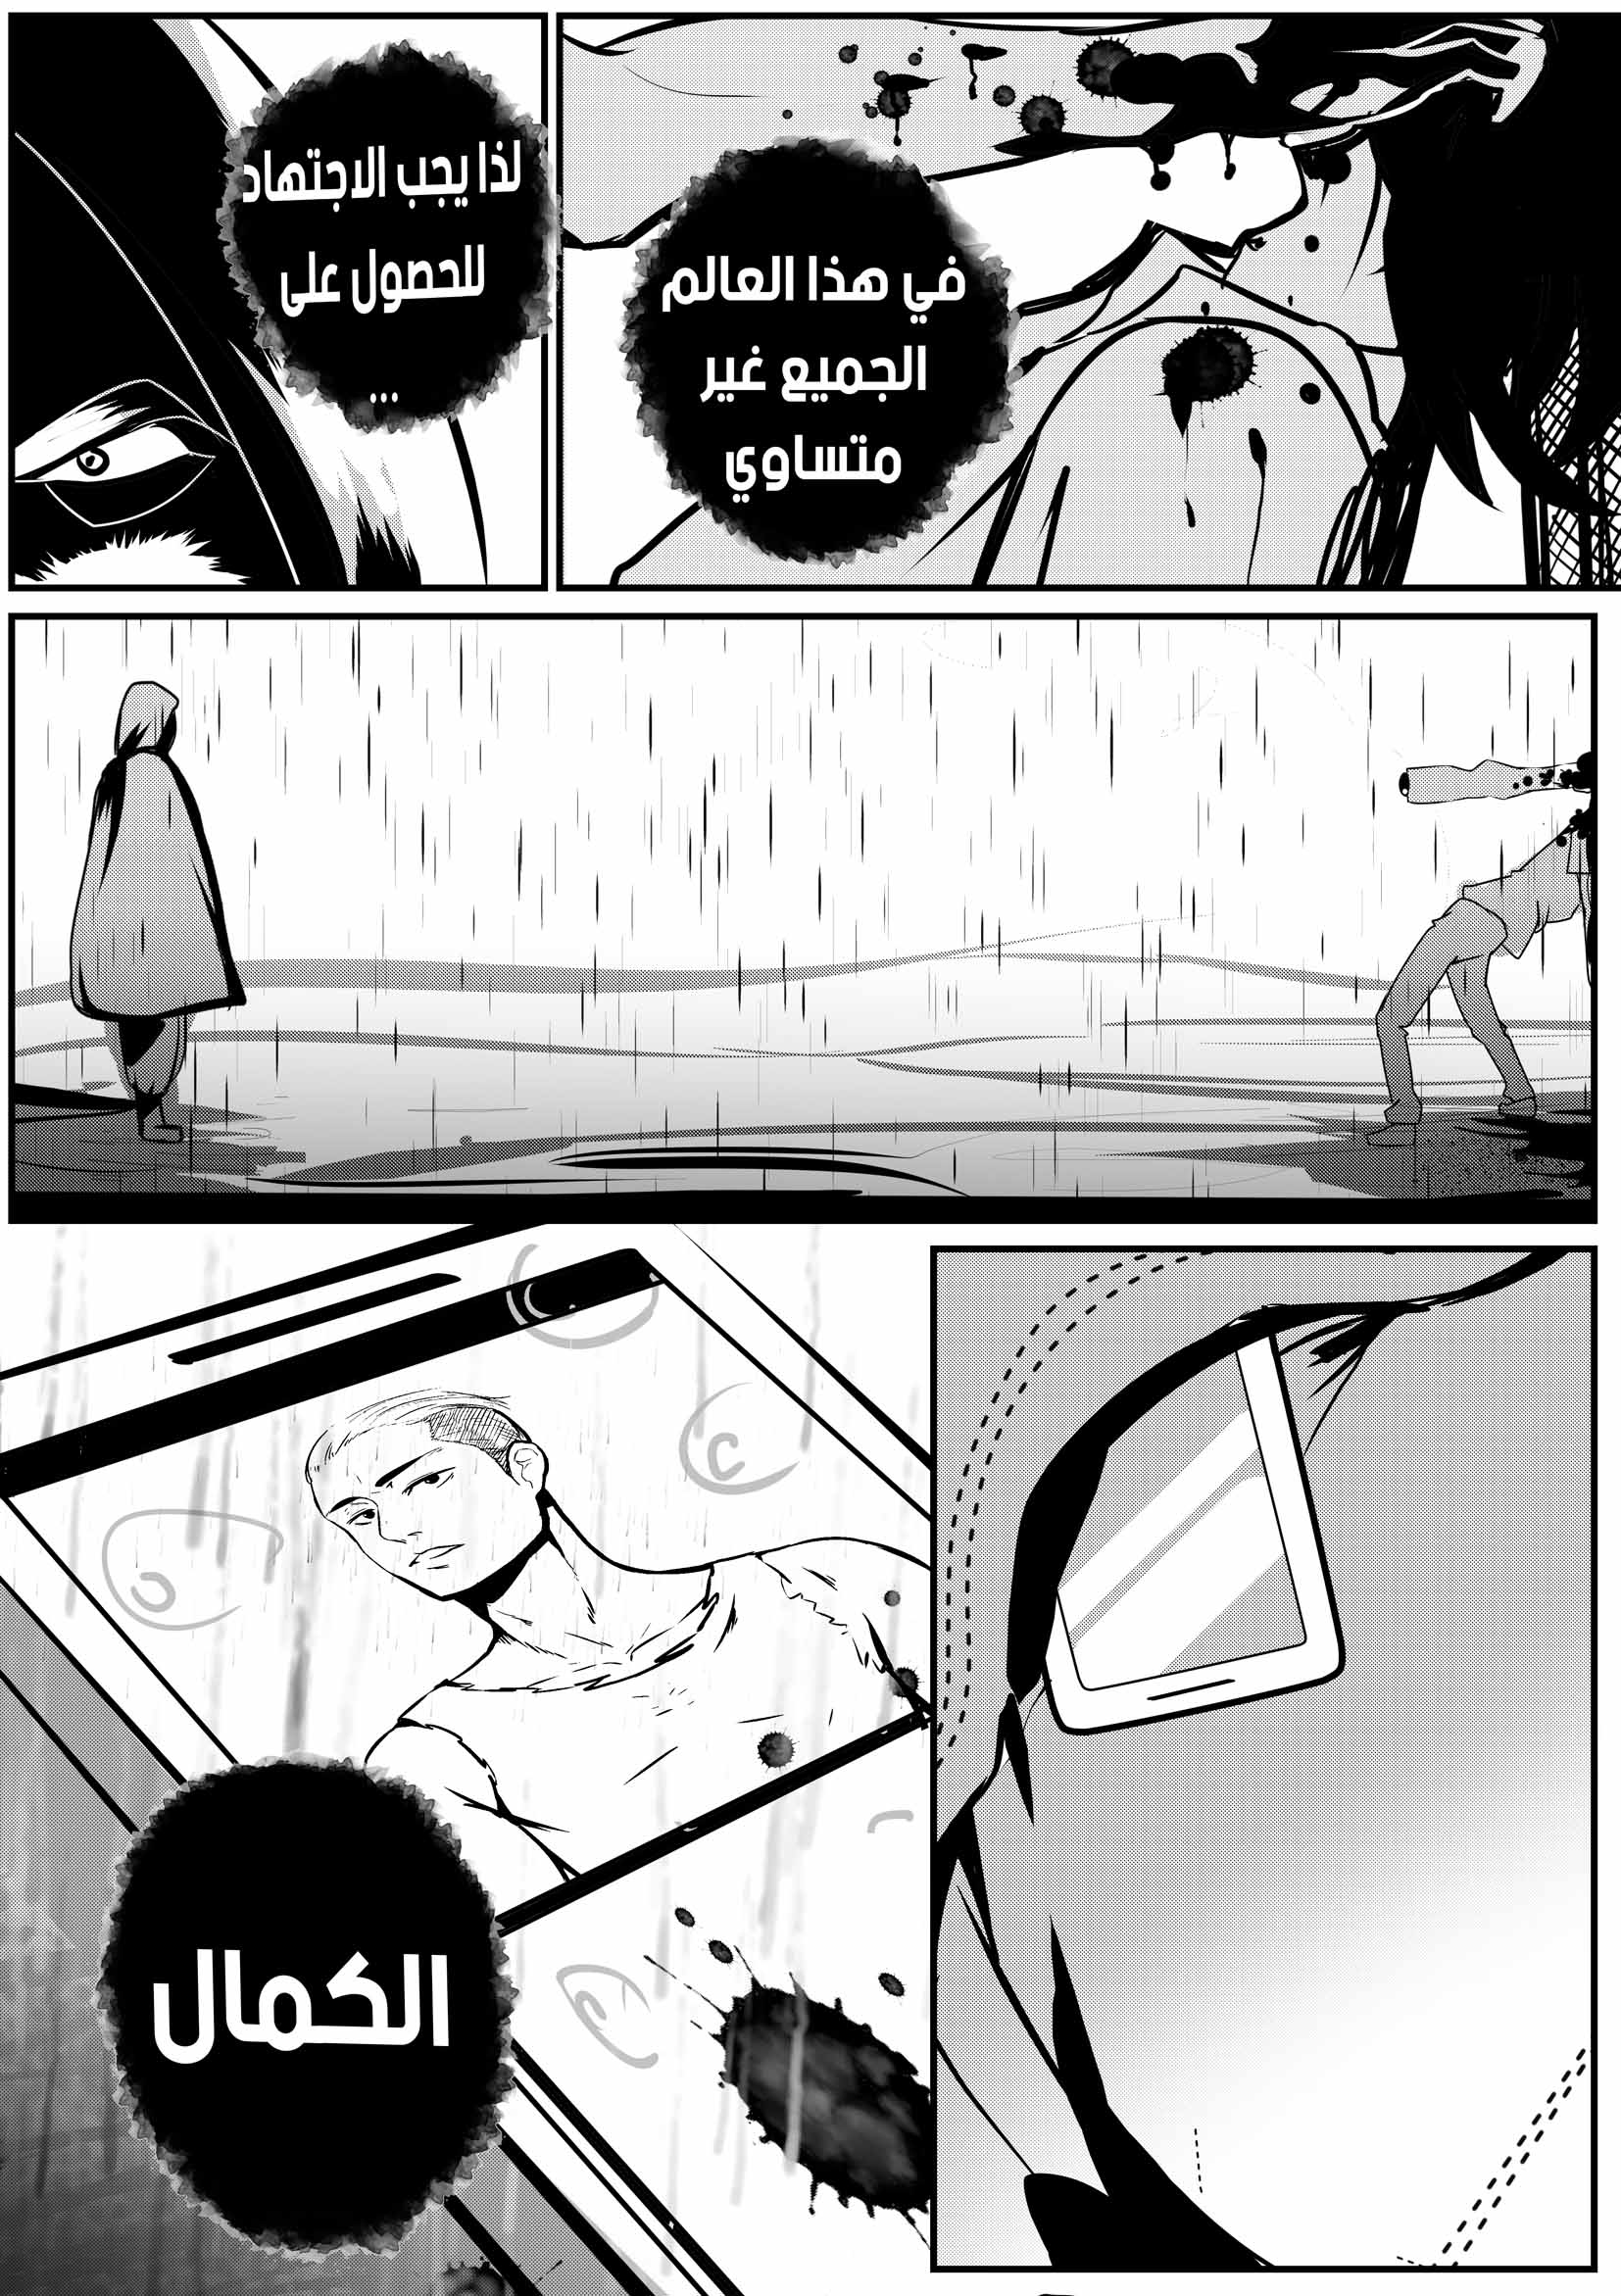 في هذا العالم
الجميع غير
متساوي
لذا يجب الاجتهاد
للحصول على
...
الكمال